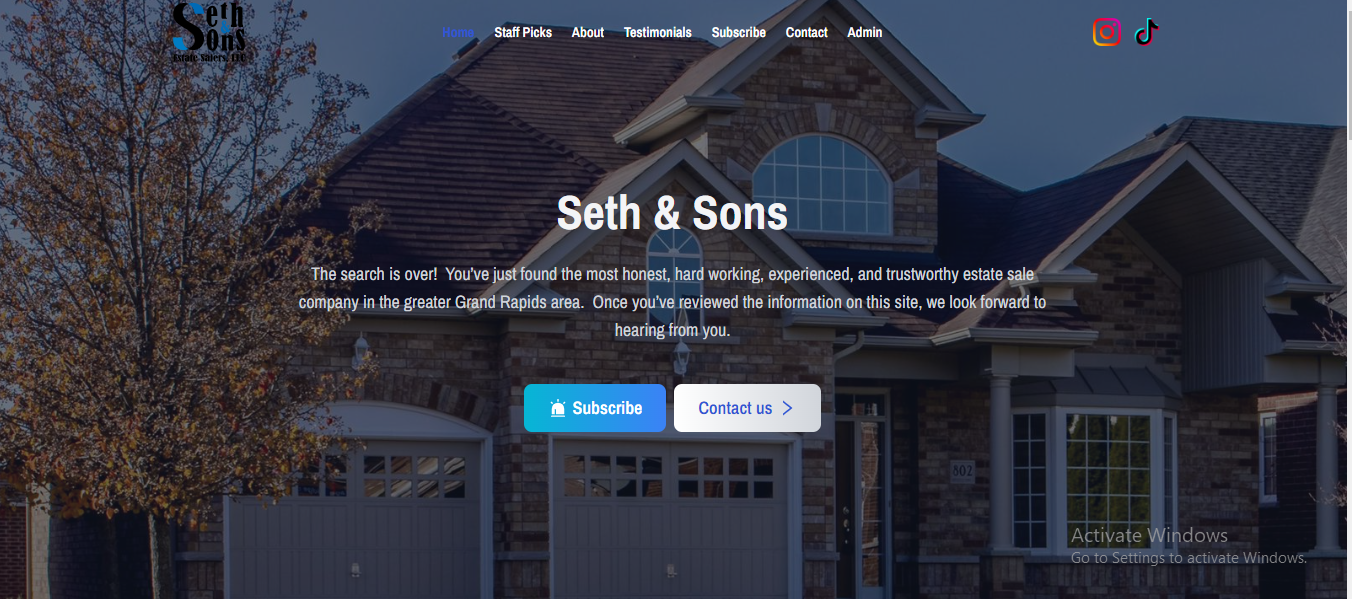 Seth
Sons
Estate Salers, LLC
Home Staff Picks About Testimonials Subscribe Contact Admin
Seth & Sons
The search is over!  You've just found the most honest, hard working, experienced, and trustworthy estate sale
company in the greater Grand Rapids area.  Once you've reviewed the information on this site, we look forward to
hearing from you.
Subscribe Contact us
802
Activate Windows
Go to Settings to activate Windows.